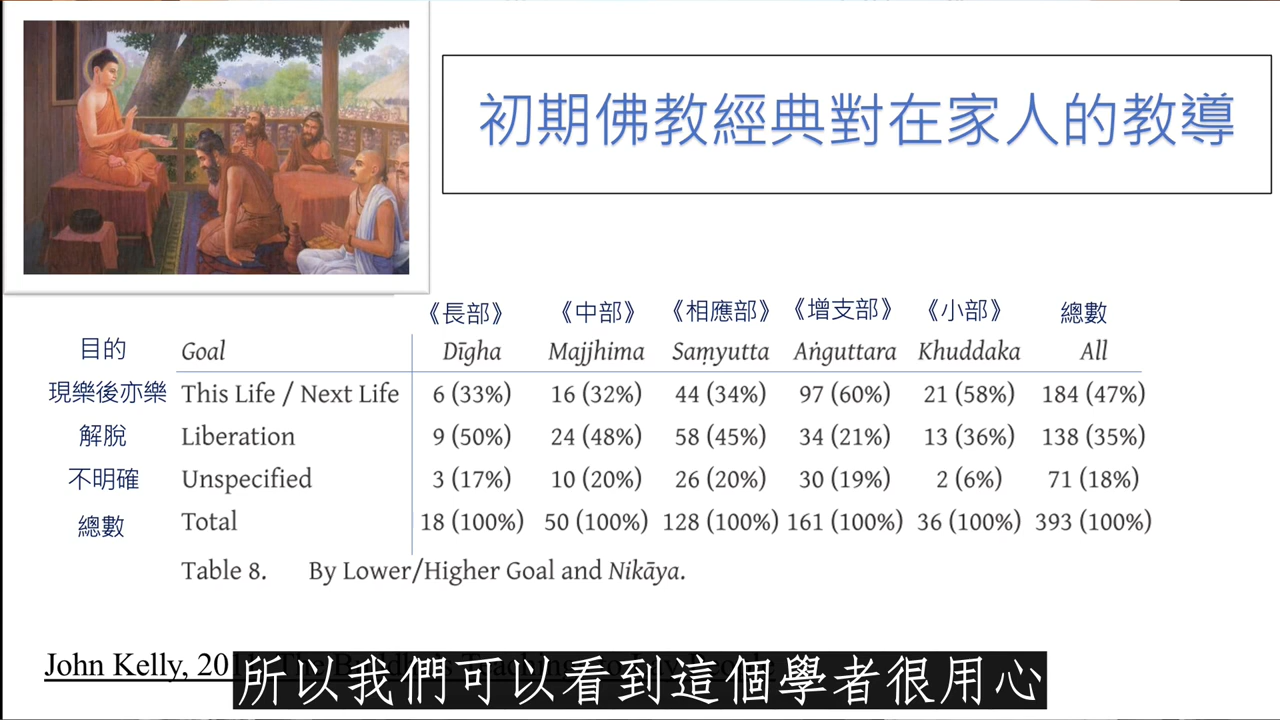 初期佛教經典對在家人的教導
《長部》 《中部》 《相應部》 《增支部》 《小部》 總數
目的 Goal Dīgha Majjhima Saṃyutta Aṅguttara Khuddaka All
現樂後亦樂 This Life / Next Life 6 (33%) 16 (32%) 44 (34%) 97 (60%) 21 (58%) 184 (47%)
解脫 Liberation 9 (50%) 24 (48%) 58 (45%) 34 (21%) 13 (36%) 138 (35%)
不明確 Unspecified 3 (17%) 10 (20%) 26 (20%) 30 (19%) 2 (6%) 71 (18%)
總數 Total 18 (100%) 50 (100%) 128 (100%) 161 (100%) 36 (100%) 393 (100%)
Table 8. By Lower/Higher Goal and Nikāya.
John Kelly, 20
所以我們可以看到這個學者很用心